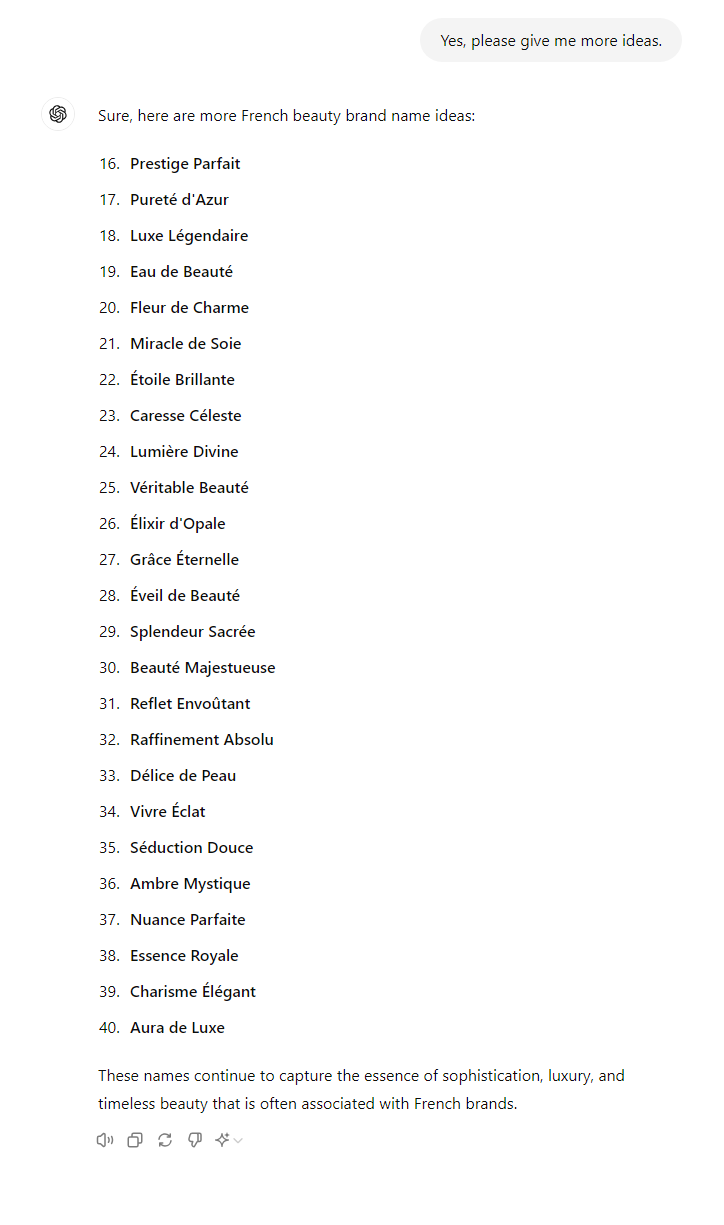 Yes, please give me more ideas.
Sure, here are more French beauty brand name ideas:
16. Prestige Parfait
17. Pureté d'Azur
18. Luxe Légendaire
19. Eau de Beauté
20. Fleur de Charme
21. Miracle de Soie
22. Étoile Brillante
23. Caresse Céleste
24. Lumière Divine
25. Véritable Beauté
26. Élixir d'Opale
27. Grâce Éternelle
28. Éveil de Beauté
29. Splendeur Sacrée
30. Beauté Majestueuse
31. Reflet Envoûtant
32. Raffinement Absolu
33. Délice de Peau
34. Vivre Éclat
35. Séduction Douce
36. Ambre Mystique
37. Nuance Parfaite
38. Essence Royale
39. Charisme Élégant
40. Aura de Luxe
These names continue to capture the essence of sophistication, luxury, and
timeless beauty that is often associated with French brands.